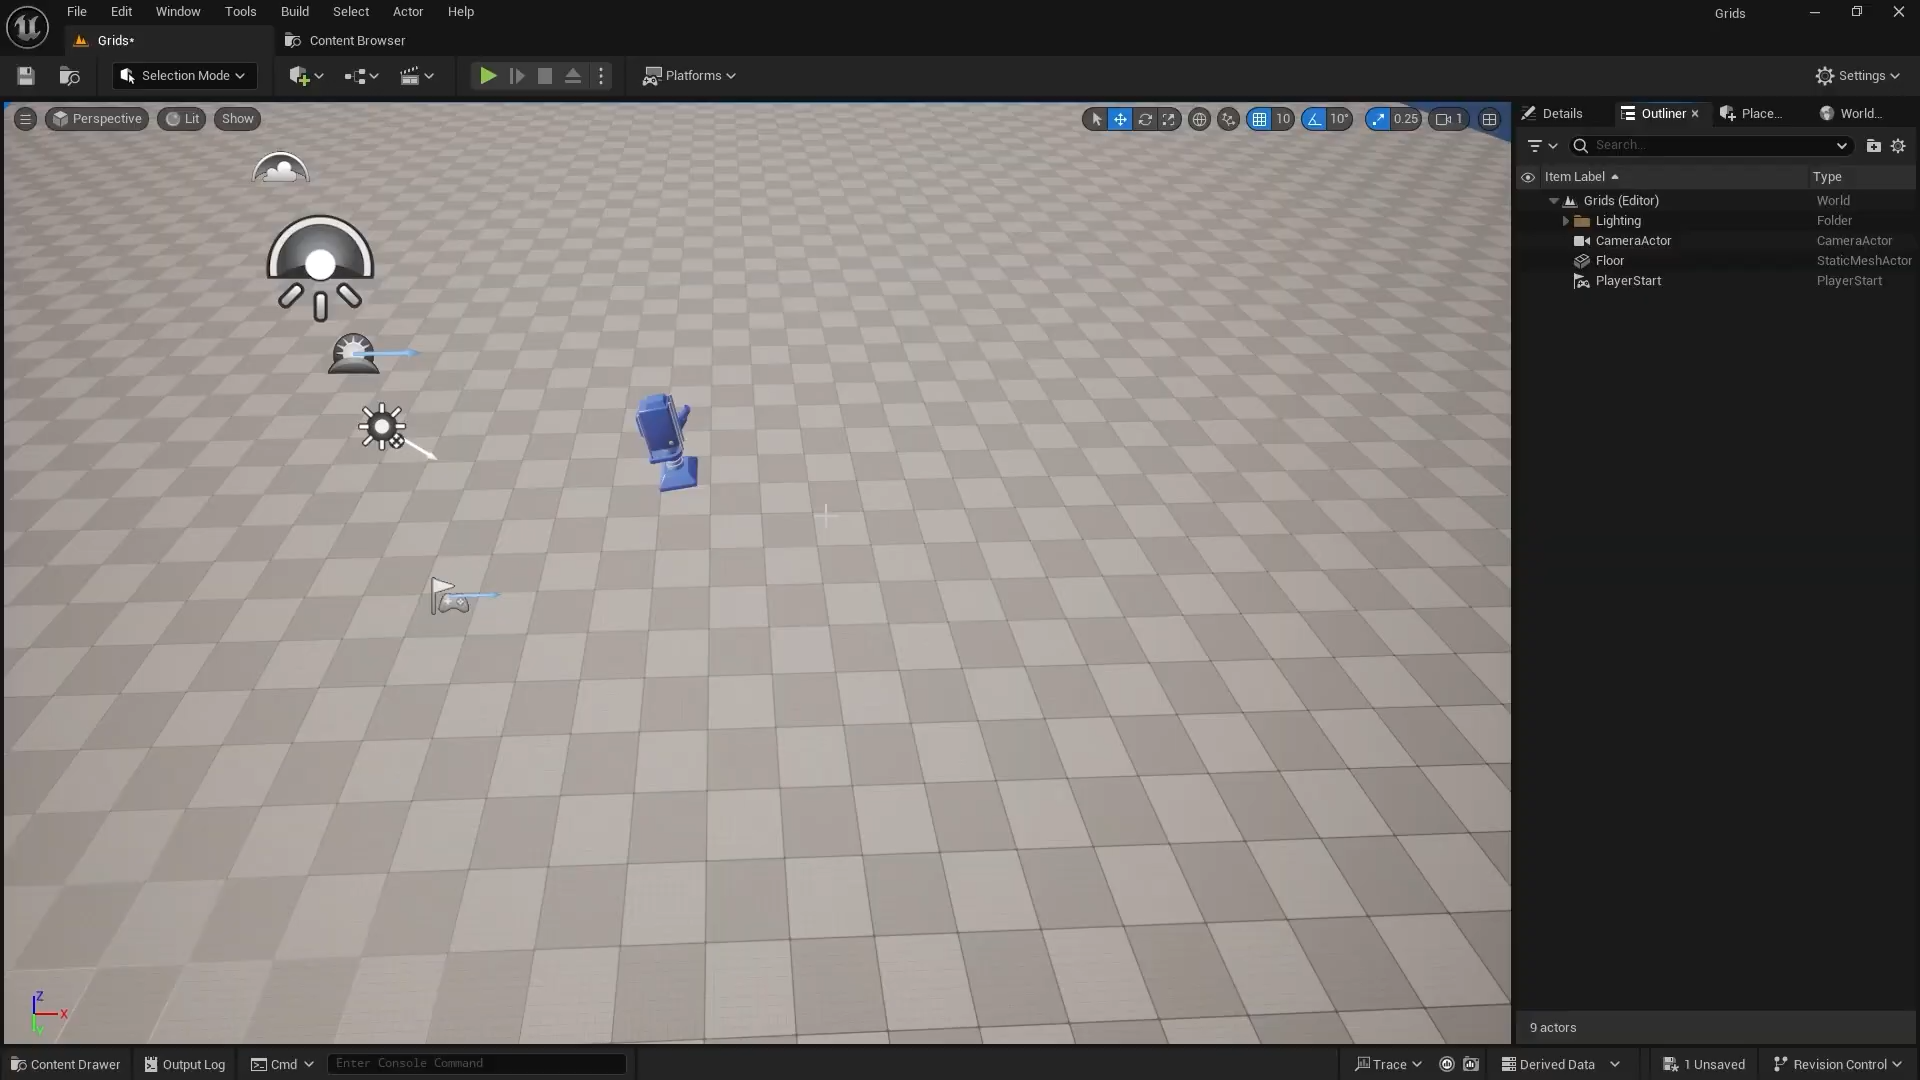 File Edit Window Tools Build Select Actor Help
Grids
Grids*
Content Browser
Selection Mode
Platforms
Settings
Perspective
Lit
Show
10
10°
0.25
1
Details
Outliner
Place...
World...
Search...
Item Label
Type
Grids (Editor) World
Lighting Folder
CameraActor CameraActor
Floor StaticMeshActor
PlayerStart PlayerStart
Z
X
Y
9 actors
Content Drawer
Output Log
Cmd
Enter Console Command
Trace
Derived Data
1 Unsaved
Revision Control